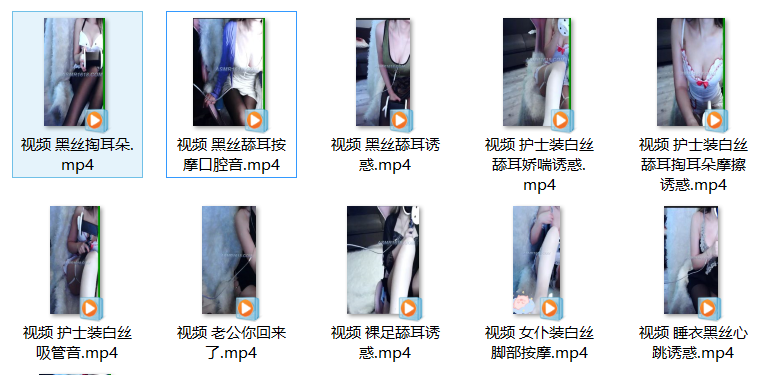 视频 黑丝掏耳朵.
mp4
视频 黑丝舔耳按
摩口腔音.mp4
视频 黑丝舔耳诱
惑.mp4
视频 护士装白丝
舔耳娇喘诱惑.
mp4
视频 护士装白丝
舔耳掏耳朵摩擦
诱惑.mp4
视频 护士装白丝
吸管音.mp4
视频 老公你回来
了.mp4
视频 裸足舔耳诱
惑.mp4
视频 女仆装白丝
脚部按摩.mp4
视频 睡衣黑丝心
跳诱惑.mp4